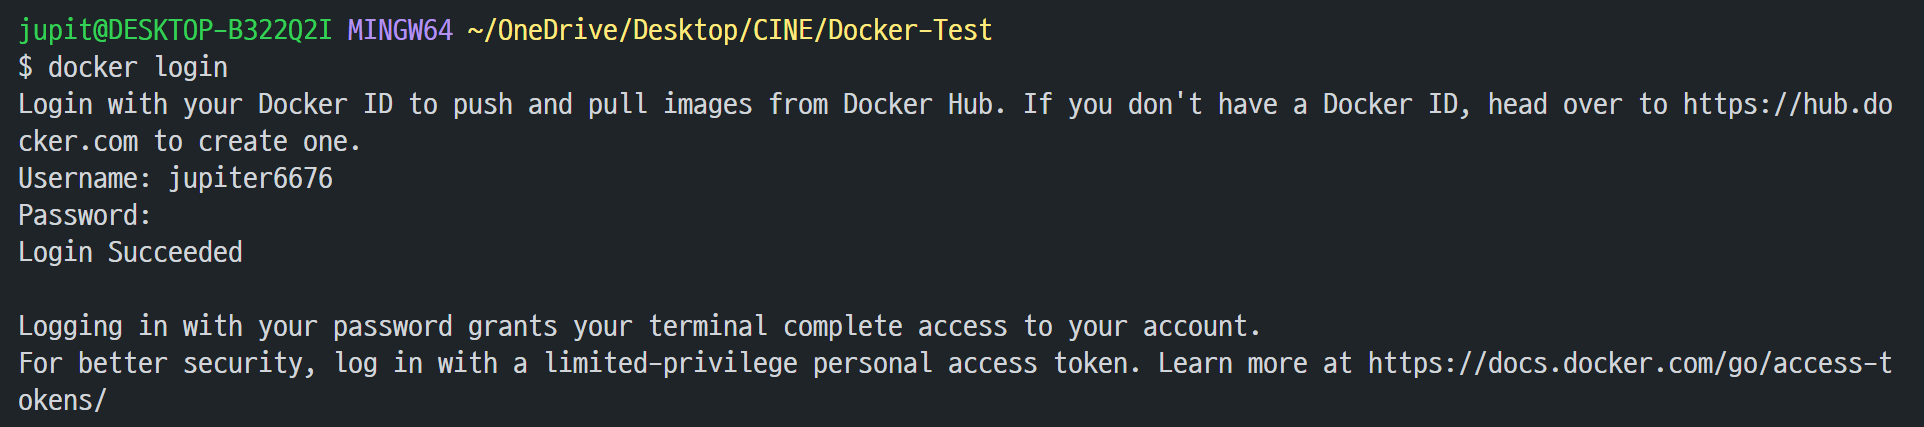 jupit@DESKTOP-B322Q2I MINGW64 ~/OneDrive/Desktop/CINE/Docker-Test
$ docker login
Login with your Docker ID to push and pull images from Docker Hub. If you don't have a Docker ID, head over to https://hub.do
cker.com to create one.
Username: jupiter6676
Password:
Login Succeeded

Logging in with your password grants your terminal complete access to your account.
For better security, log in with a limited-privilege personal access token. Learn more at https://docs.docker.com/go/access-t
okens/